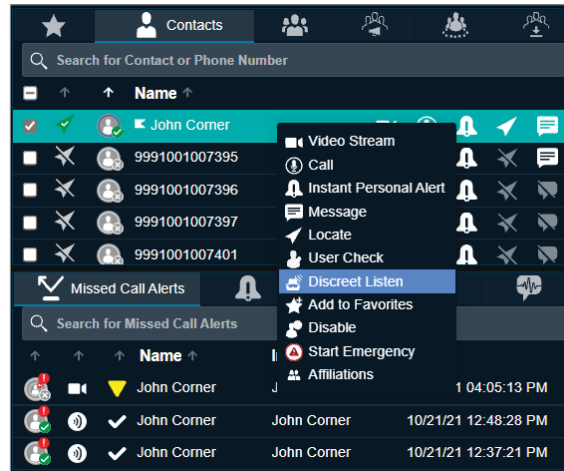 Contacts
Search for Contact or Phone Number
Name
John Corner
Video Stream
9991001007395
Call
9991001007396
Instant Personal Alert
Message
9991001007397
Locate
9991001007401
User Check
Missed Call Alerts
Discreet Listen
Add to Favorites
Search for Missed Call Alerts
Disable
Name
Start Emergency
Affiliations
John Corner 1 04:05:13 PM
John Corner John Corner 10/21/21 12:48:28 PM
John Corner John Corner 10/21/21 12:37:21 PM